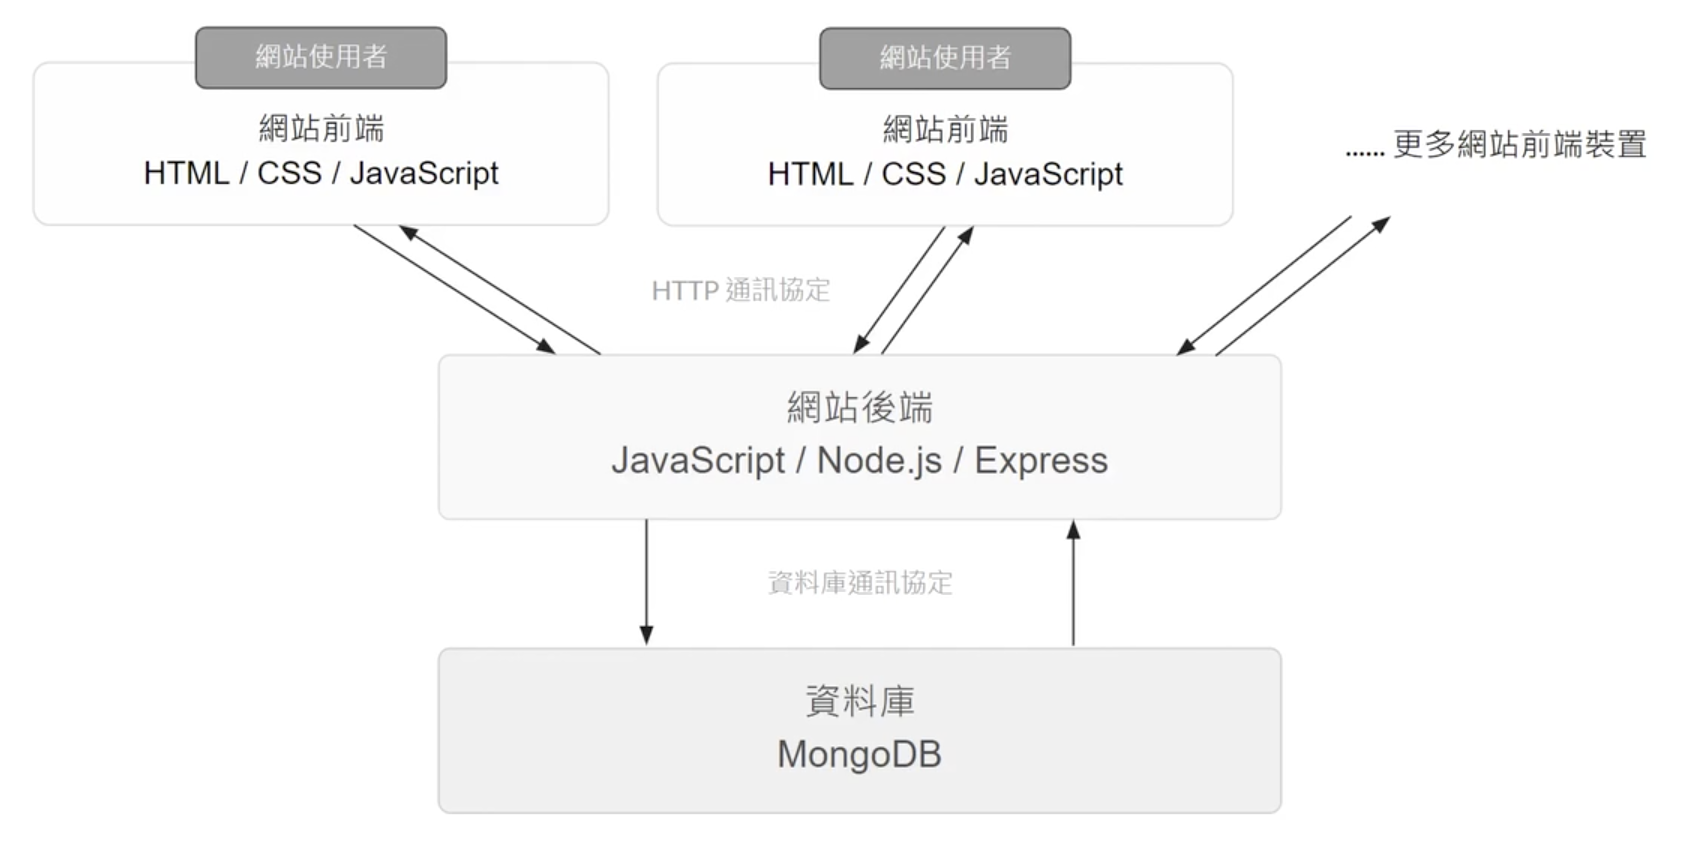 網站使用者
網站前端
HTML / CSS / JavaScript
網站使用者
網站前端
HTML / CSS / JavaScript
...... 更多網站前端裝置
HTTP 通訊協定
網站後端
JavaScript / Node.js / Express
資料庫通訊協定
資料庫
MongoDB